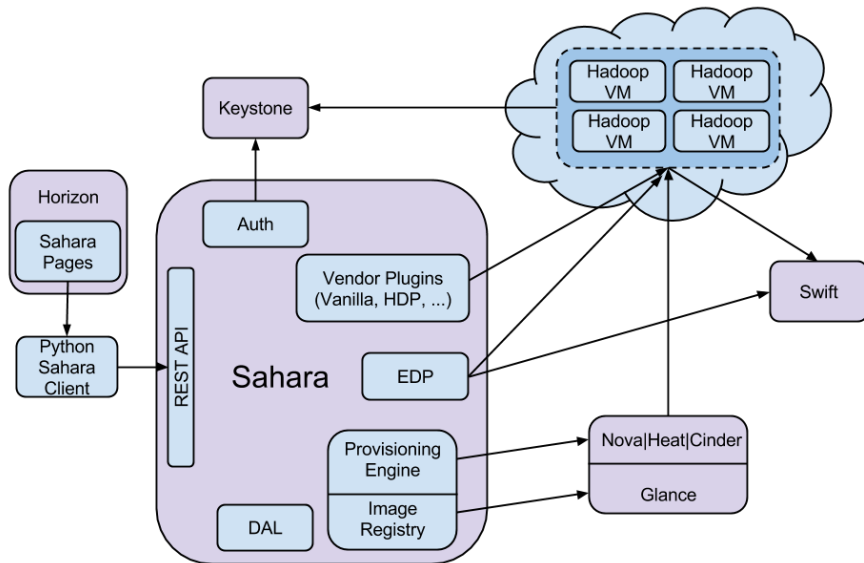 Hadoop
VM
Hadoop
VM
Hadoop
VM
Hadoop
VM
Keystone
Horizon
Sahara
Pages
Auth
Vendor Plugins
(Vanilla, HDP, ...)
Swift
Python
Sahara
Client
REST API
Sahara
EDP
Provisioning
Engine
Image
Registry
DAL
Nova|Heat|Cinder
Glance